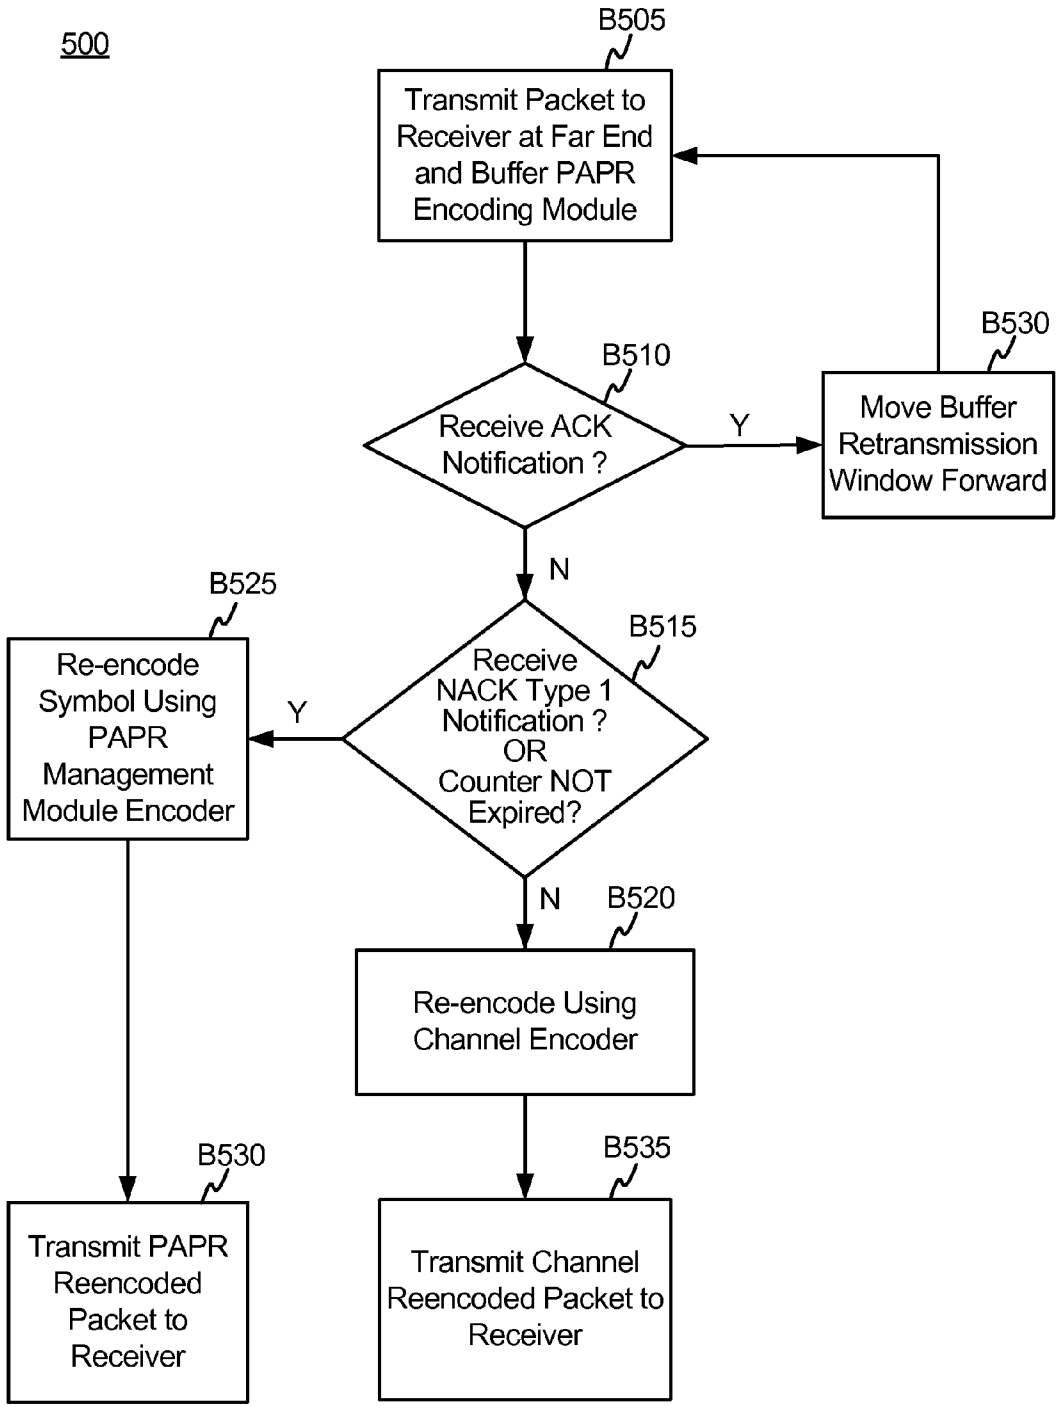 500
B505
Transmit Packet to
Receiver at Far End
and Buffer PAPR
Encoding Module
B510
Receive ACK
Notification ?
Y
B530
Move Buffer
Retransmission
Window Forward
N
B515
Receive
NACK Type 1
Notification ?
OR
Counter NOT
Expired?
Y
B525
Re-encode
Symbol Using
PAPR
Management
Module Encoder
N
B520
Re-encode Using
Channel Encoder
B530
Transmit PAPR
Reencoded
Packet to
Receiver
B535
Transmit Channel
Reencoded Packet to
Receiver